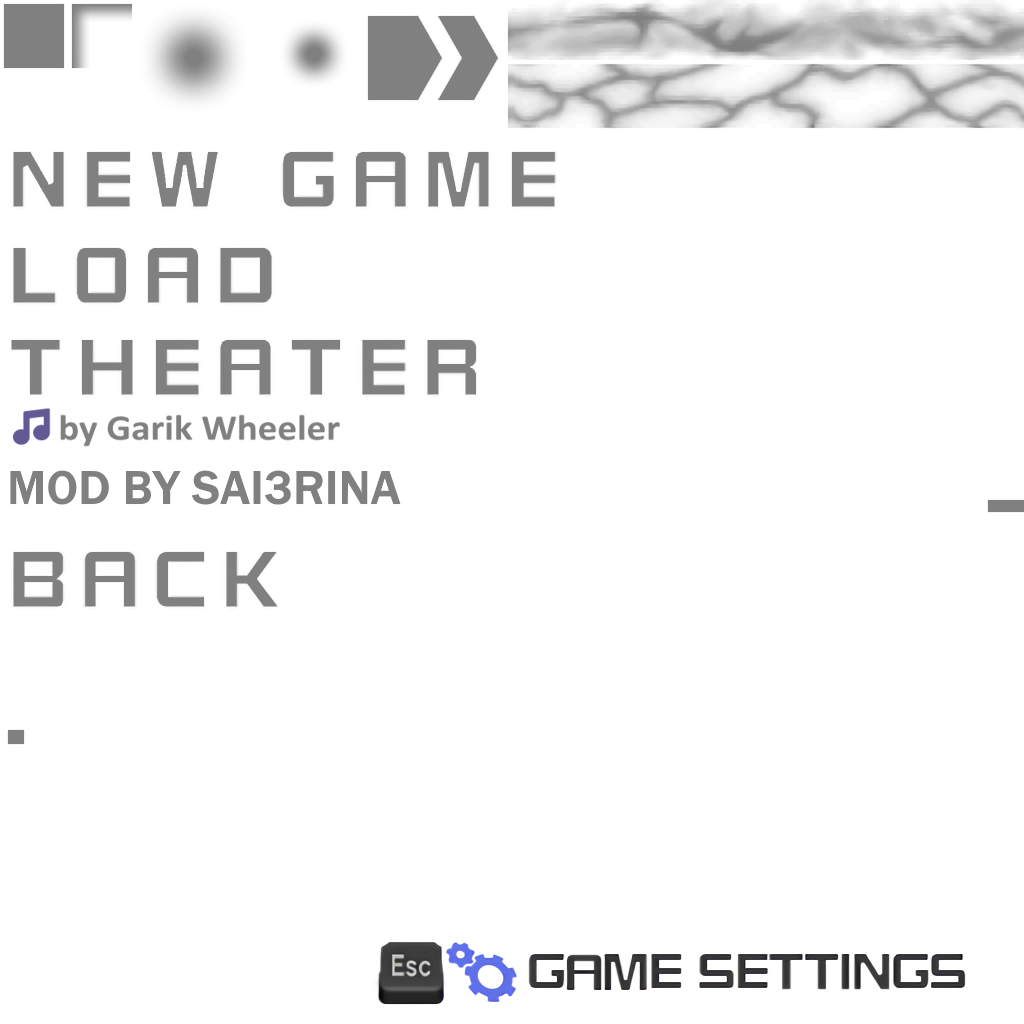 NEW GAME
LOAD
THEATER
by Garik Wheeler
MOD BY SAI3RINA
BACK
Esc GAME SETTINGS